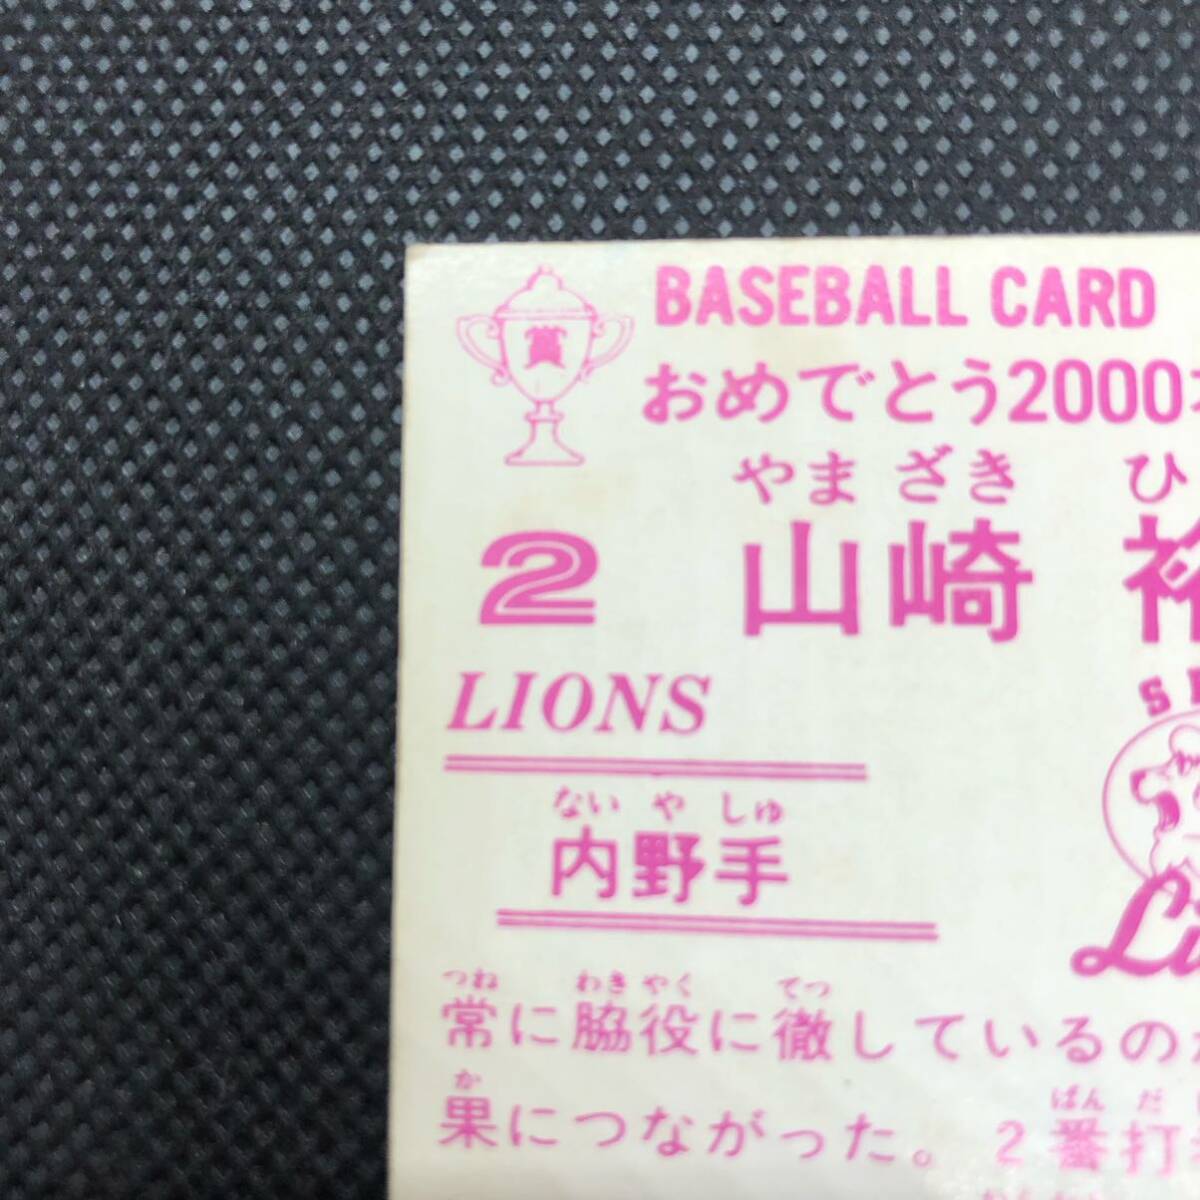 BASEBALL CARD
賞
おめでとう2000
やま ざき ひ
2 山崎 裕
LIONS
ない や しゅ
内野手
つね わき やく てつ
常に脇役に徹しているの
か ばん だ
果につながった。2番打